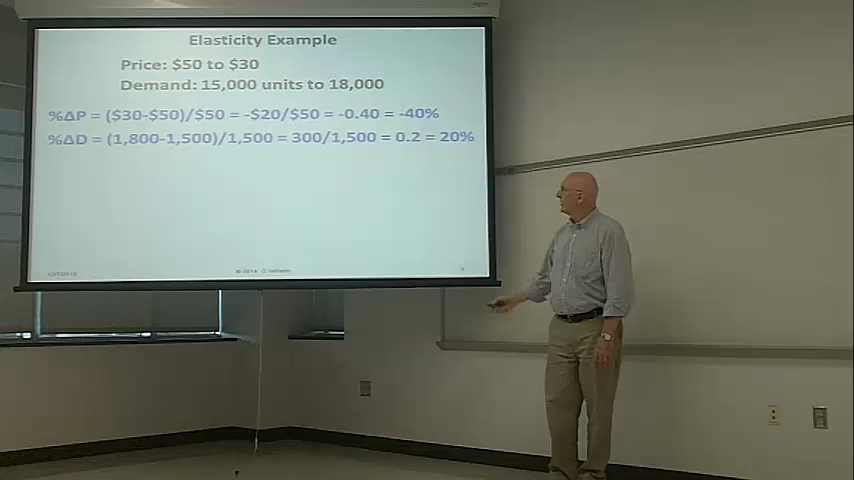 Elasticity Example
Price: $50 to $30
Demand: 15,000 units to 18,000
%ΔP = ($30-$50)/$50 = -$20/$50 = -0.40 = -40%
%ΔD = (1,800-1,500)/1,500 = 300/1,500 = 0.2 = 20%